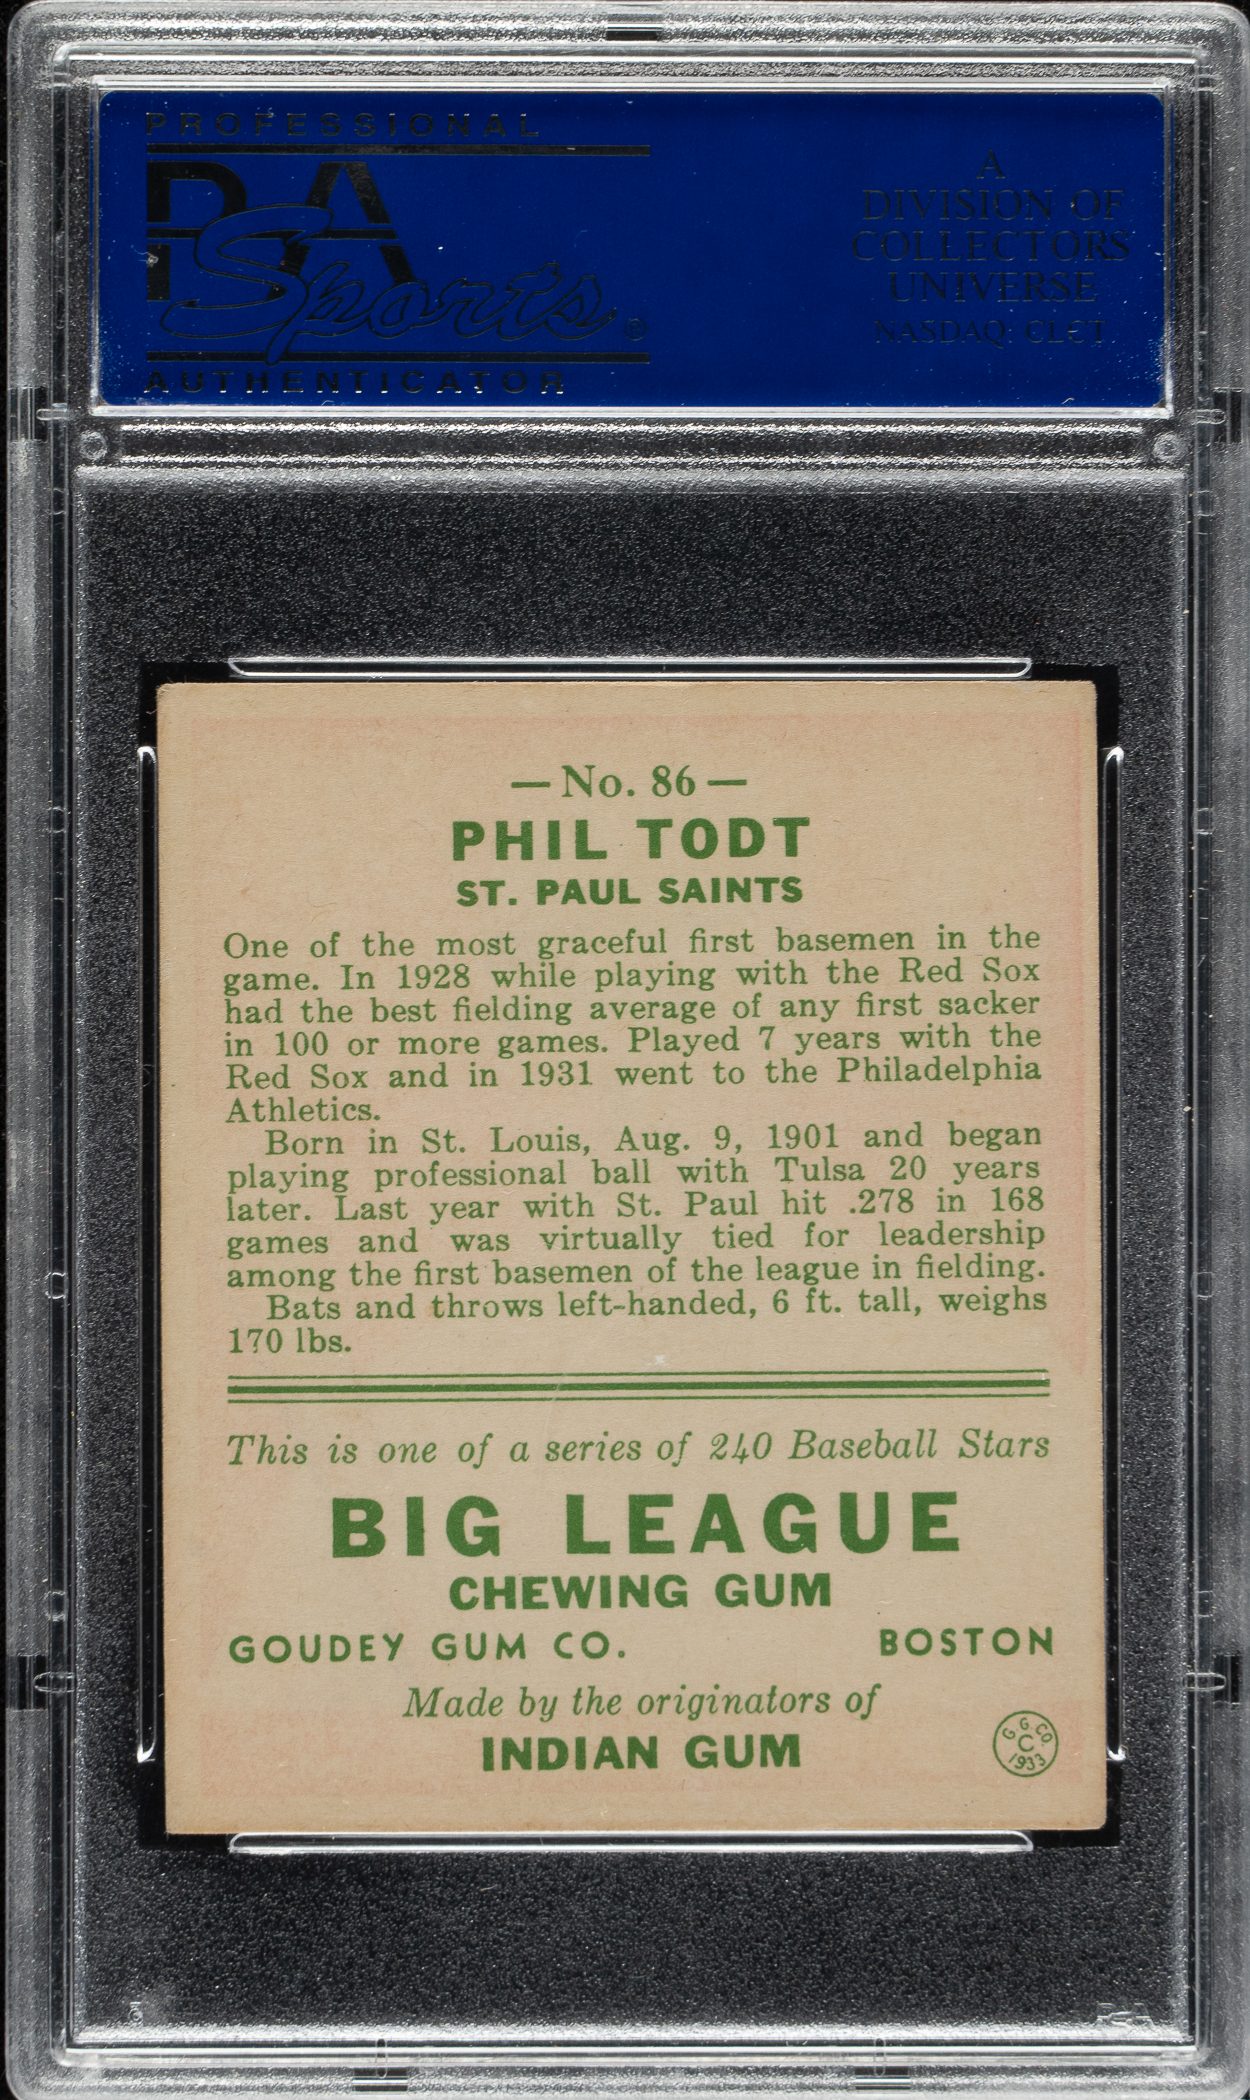 PROFESSIONAL
PSA
Sports ®
AUTHENTICATOR
A
DIVISION OF
COLLECTORS
UNIVERSE
NASDAQ: CLCT
— No. 86 —
PHIL TODT
ST. PAUL SAINTS
One of the most graceful first basemen in the
game. In 1928 while playing with the Red Sox
had the best fielding average of any first sacker
in 100 or more games. Played 7 years with the
Red Sox and in 1931 went to the Philadelphia
Athletics.
Born in St. Louis, Aug. 9, 1901 and began
playing professional ball with Tulsa 20 years
later. Last year with St. Paul hit .278 in 168
games and was virtually tied for leadership
among the first basemen of the league in fielding.
Bats and throws left-handed, 6 ft. tall, weighs
170 lbs.
This is one of a series of 240 Baseball Stars
BIG LEAGUE
CHEWING GUM
GOUDEY GUM CO. BOSTON
Made by the originators of
INDIAN GUM
G. G. CO.
C
1933